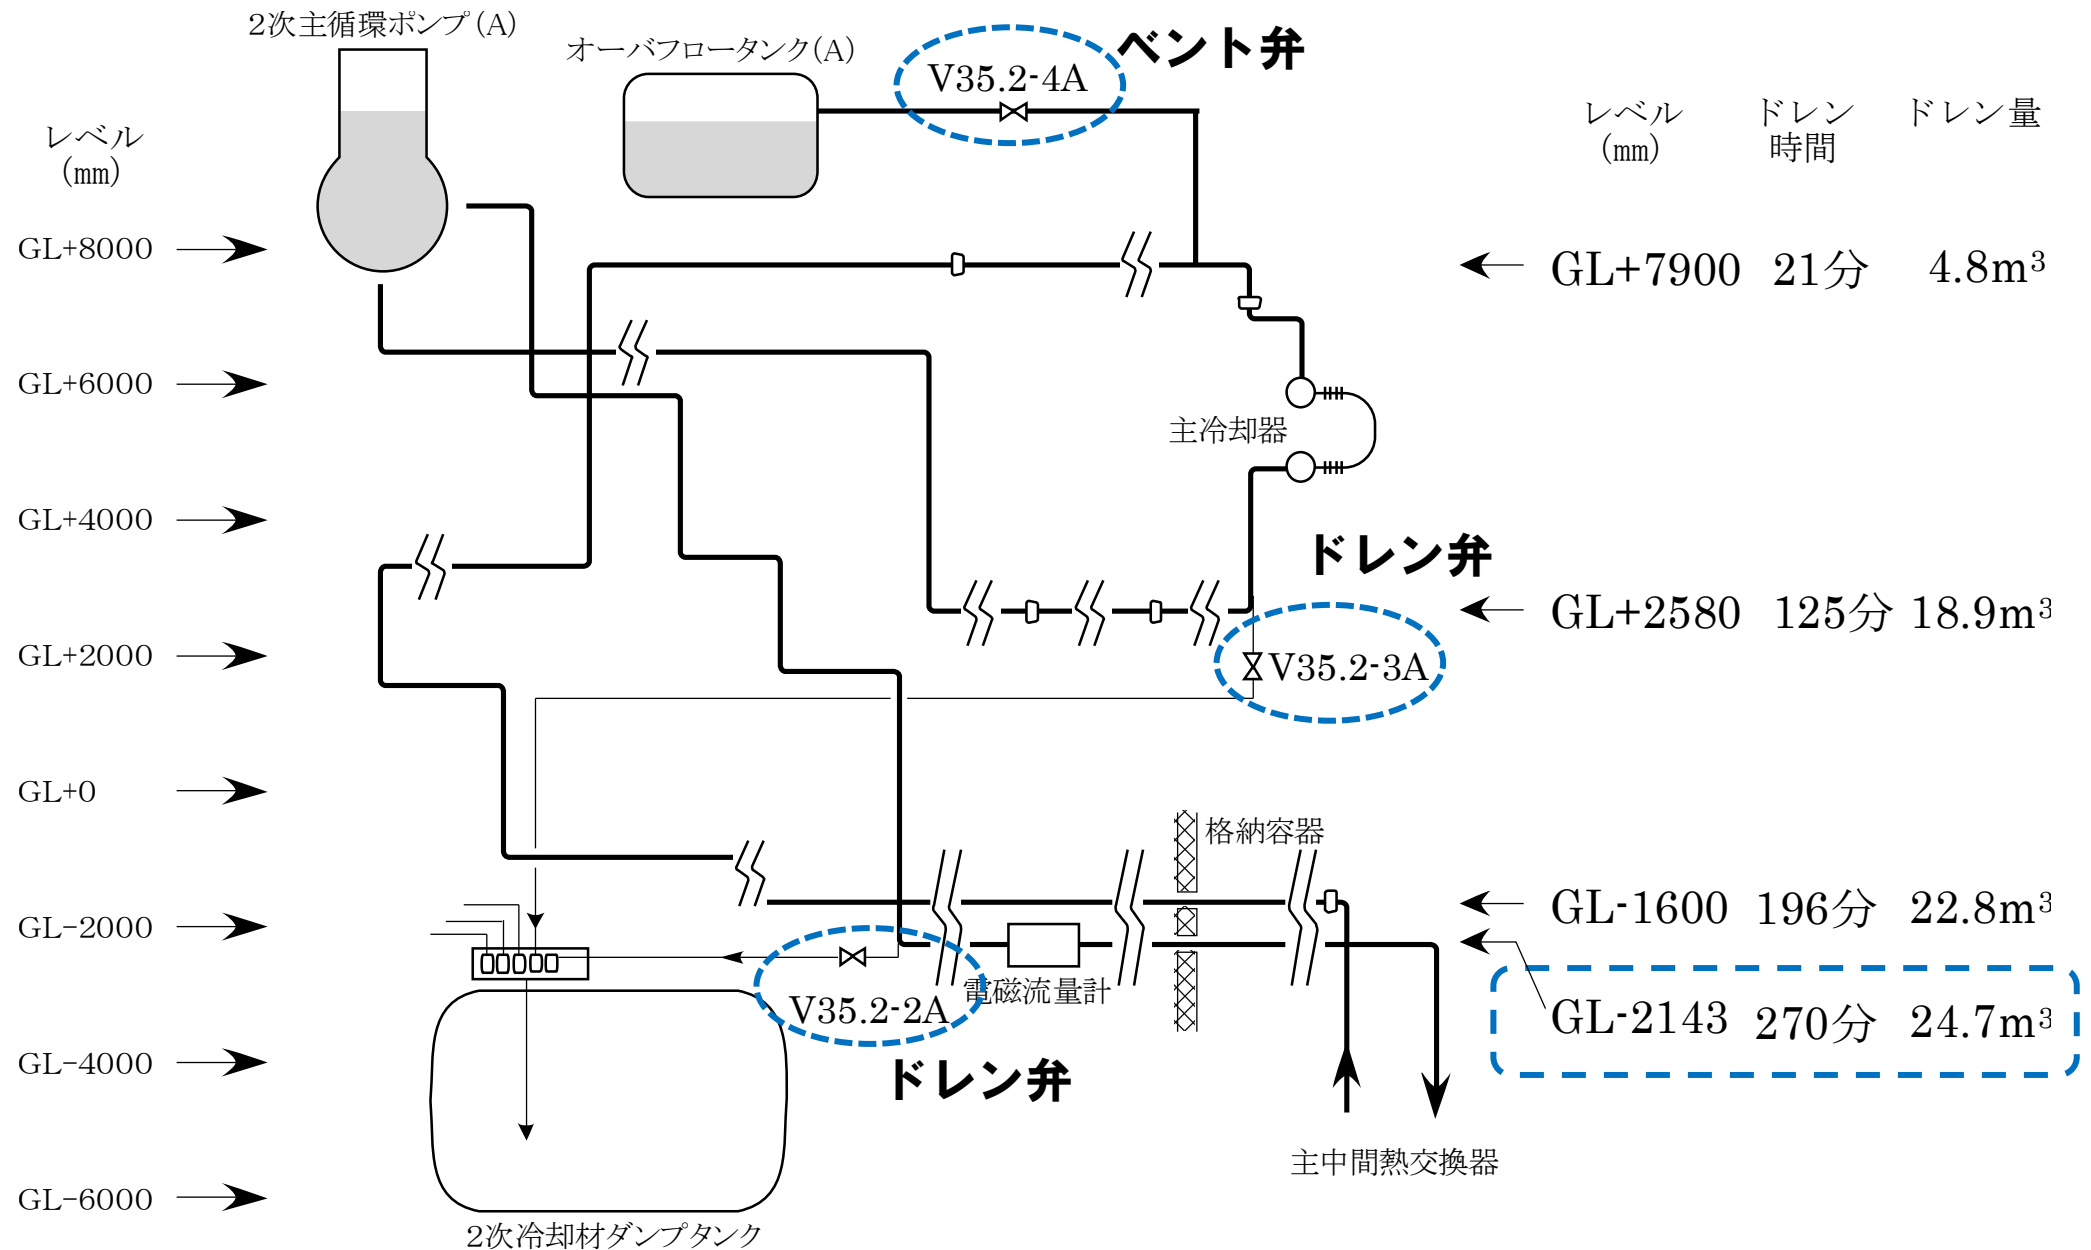 2次主循環ポンプ(A)
オーバフロータンク(A)
V35.2-4A
ベント弁
レベル
(mm)
GL+8000
GL+6000
GL+4000
GL+2000
GL+0
GL-2000
GL-4000
GL-6000
主冷却器
ドレン弁
V35.2-3A
格納容器
電磁流量計
V35.2-2A
ドレン弁
主中間熱交換器
2次冷却材ダンプタンク
レベル
(mm)
ドレン
時間
ドレン量
GL+7900 21分 4.8m³
GL+2580 125分 18.9m³
GL-1600 196分 22.8m³
GL-2143 270分 24.7m³